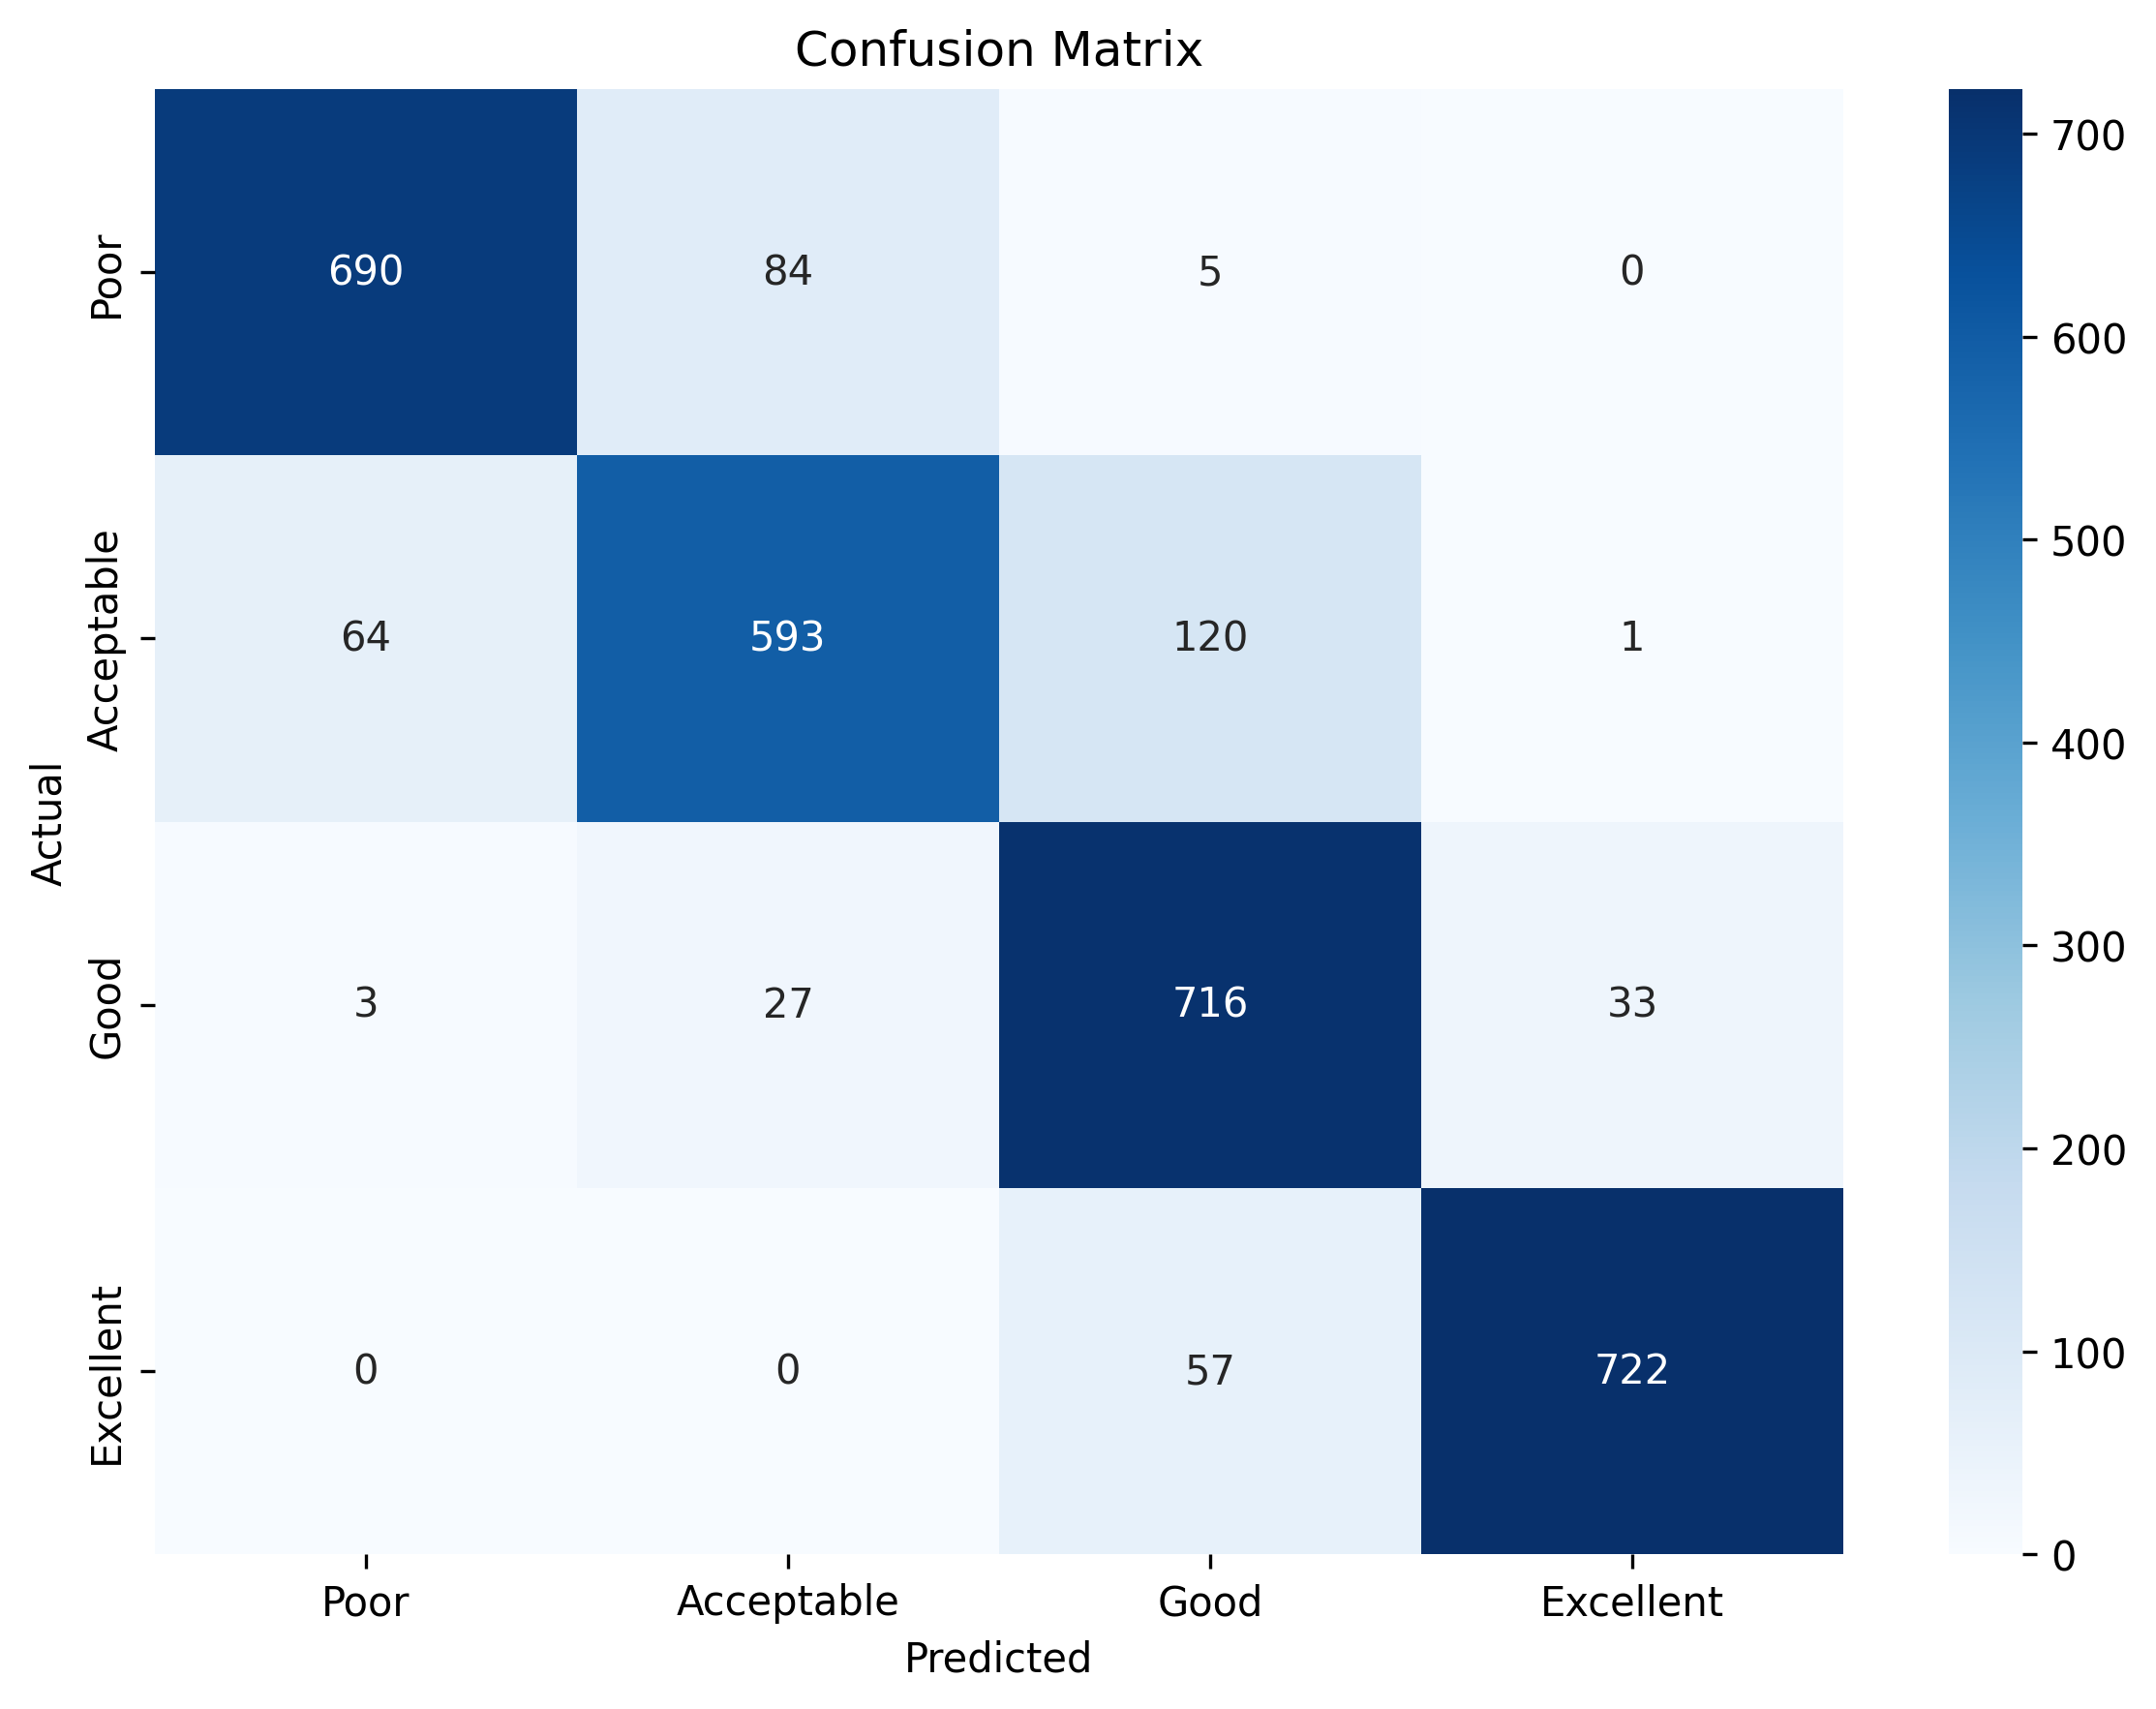 Confusion Matrix
Actual
Poor 690 84 5 0
Acceptable 64 593 120 1
Good 3 27 716 33
Excellent 0 0 57 722
Poor Acceptable Good Excellent
Predicted
700
600
500
400
300
200
100
0